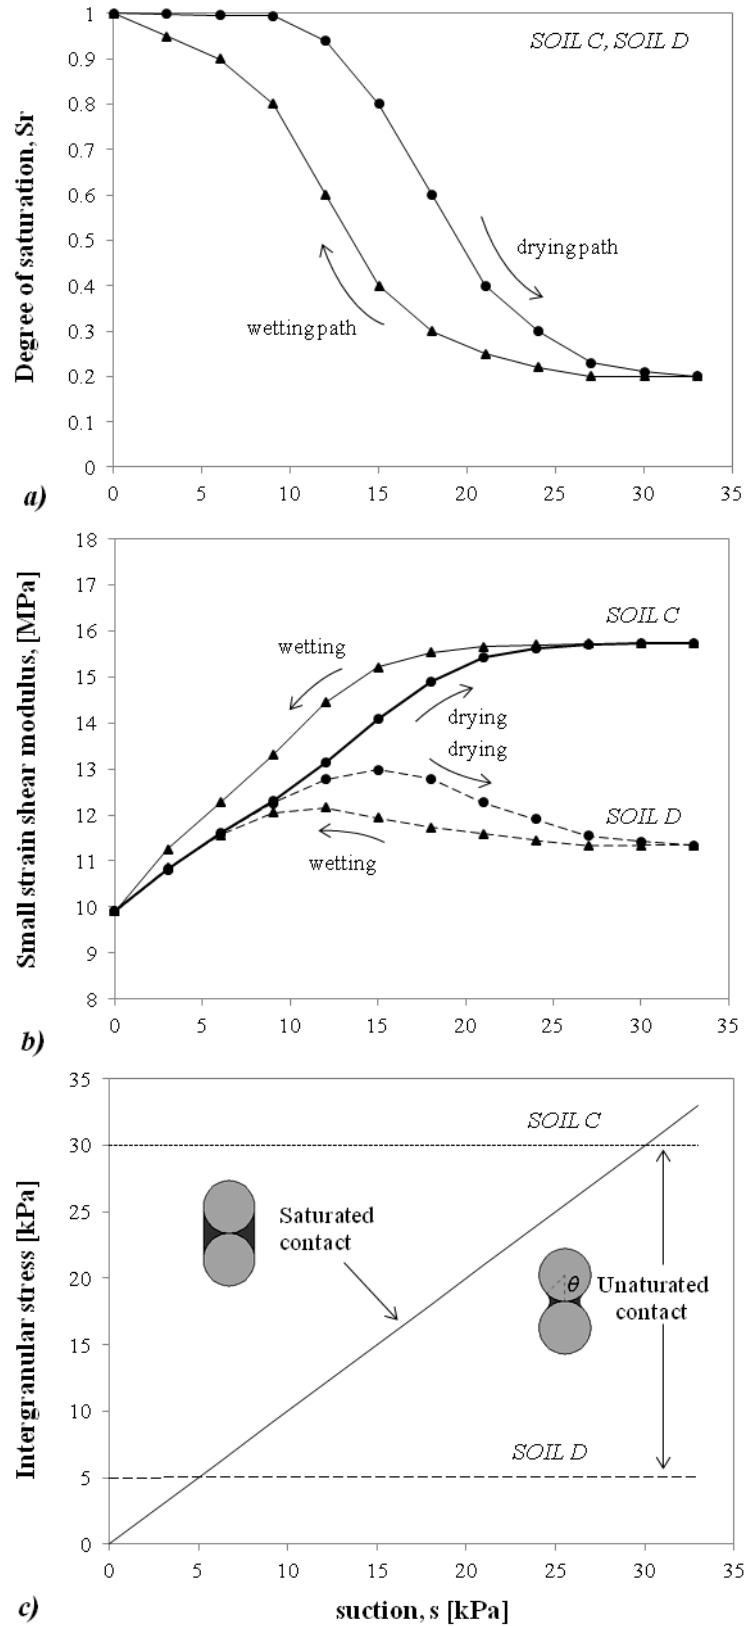 Degree of saturation, Sr
1
0.9
0.8
0.7
0.6
0.5
0.4
0.3
0.2
0.1
0
SOIL C, SOIL D
drying path
wetting path
0 5 10 15 20 25 30 35
a)
Small strain shear modulus, [MPa]
18
17
16
15
14
13
12
11
10
9
8
SOIL C
wetting
drying
drying
SOIL D
wetting
0 5 10 15 20 25 30 35
b)
Intergranular stress [kPa]
35
30
25
20
15
10
5
0
SOIL C
Saturated
contact
θ
Unaturated
contact
SOIL D
0 5 10 15 20 25 30 35
c)
suction, s [kPa]